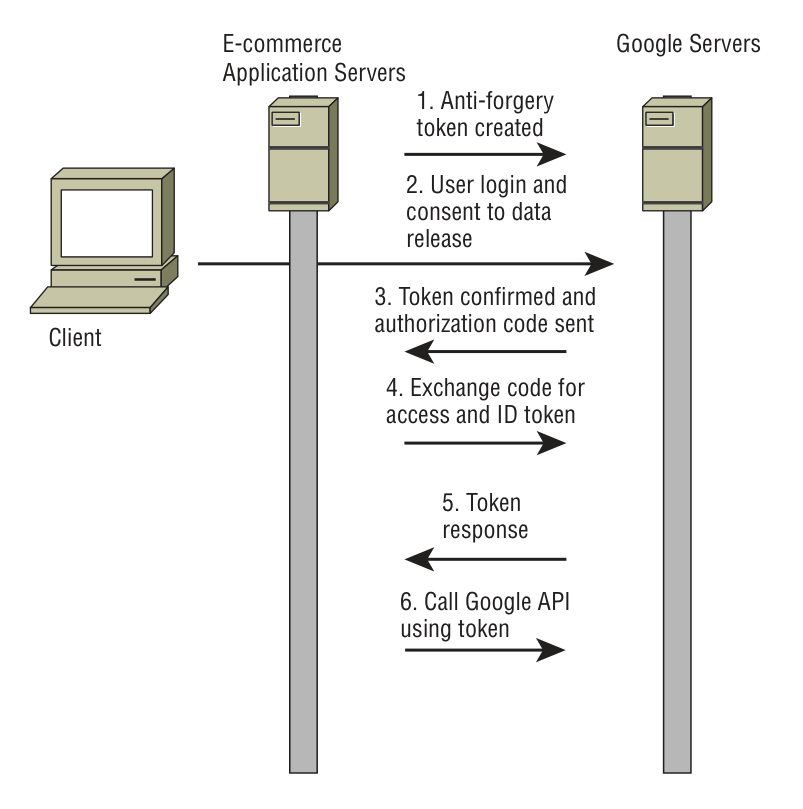 E-commerce
Application Servers
Google Servers
1. Anti-forgery
token created
2. User login and
consent to data
release
3. Token confirmed and
authorization code sent
Client
4. Exchange code for
access and ID token
5. Token
response
6. Call Google API
using token